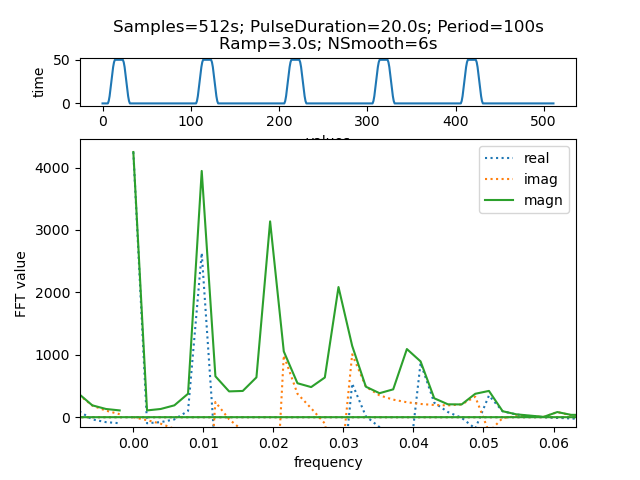 Samples=512s; PulseDuration=20.0s; Period=100s
Ramp=3.0s; NSmooth=6s
50
0
time
0 100 200 300 400 500
4000
3000
2000
1000
0
FFT value
real
imag
magn
0.00 0.01 0.02 0.03 0.04 0.05 0.06
frequency